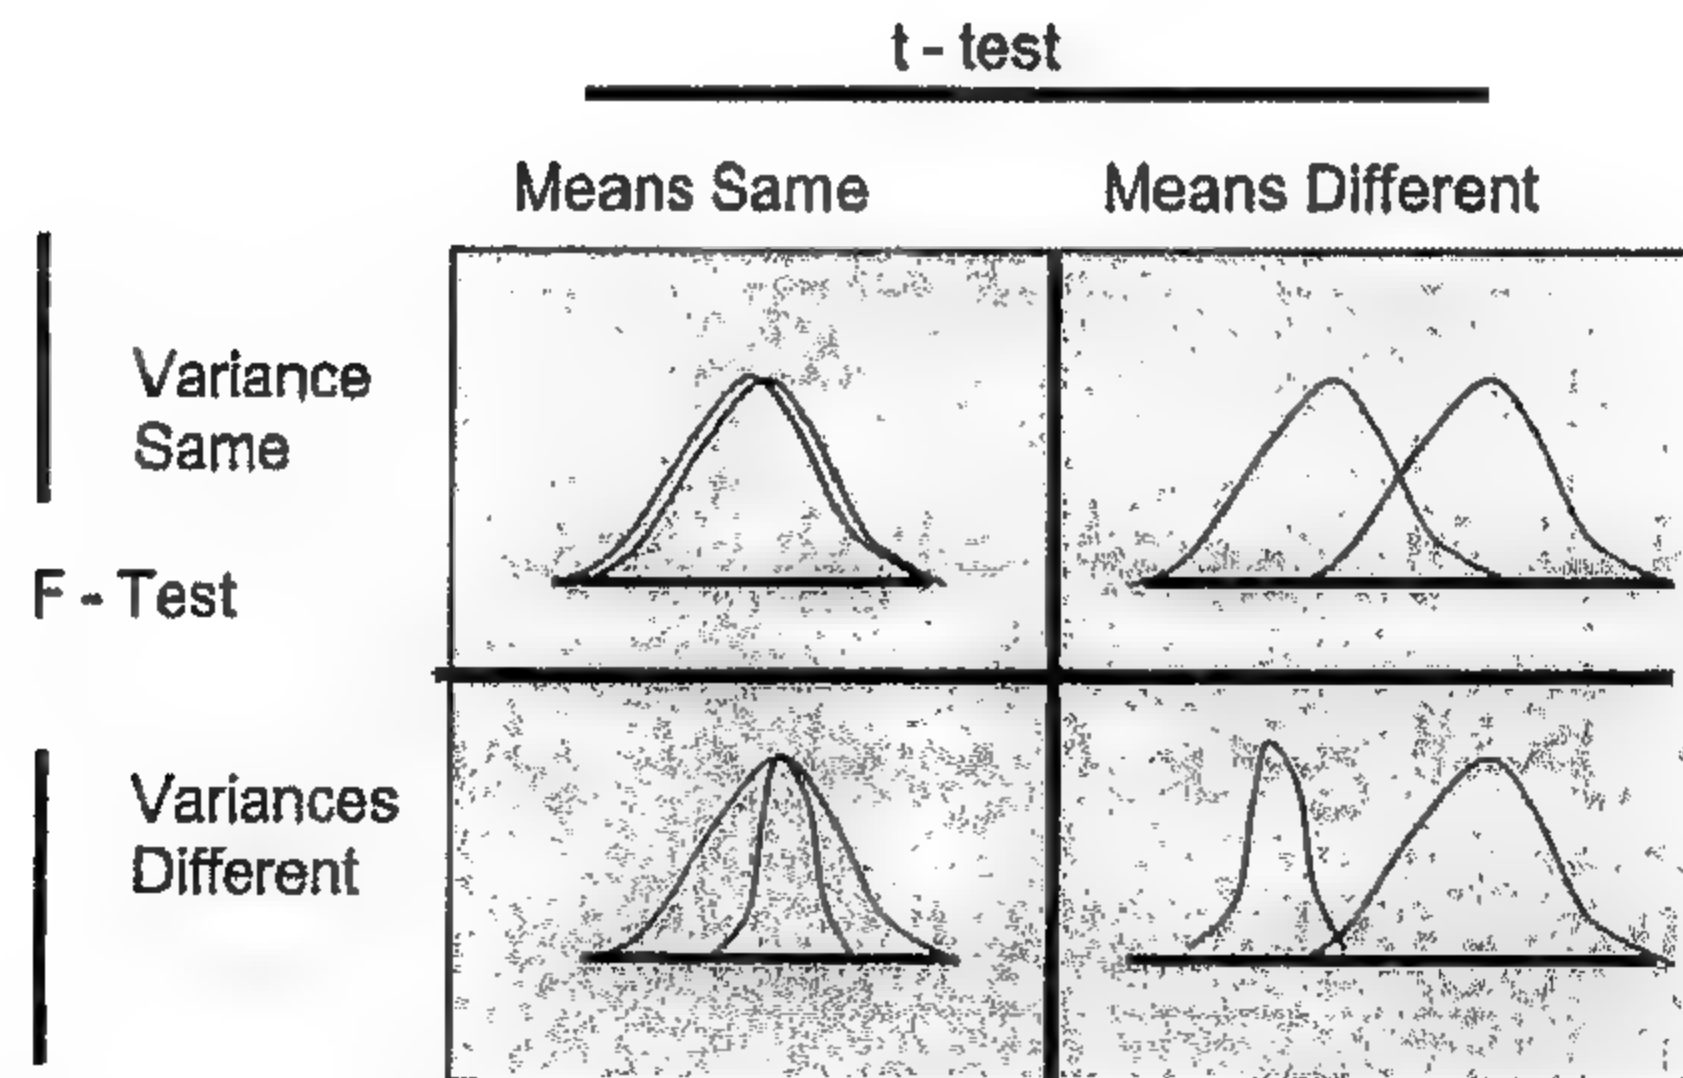 t - test
Means Same
Means Different
Variance
Same
F - Test
Variances
Different